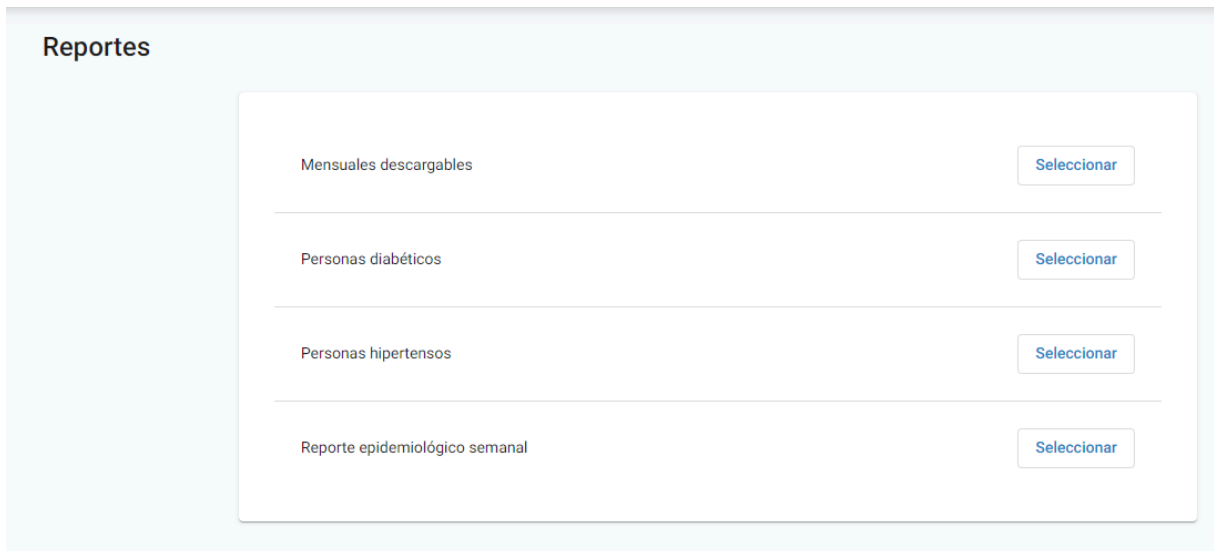 Reportes
Mensuales descargables Seleccionar
Personas diabéticos Seleccionar
Personas hipertensos Seleccionar
Reporte epidemiológico semanal Seleccionar